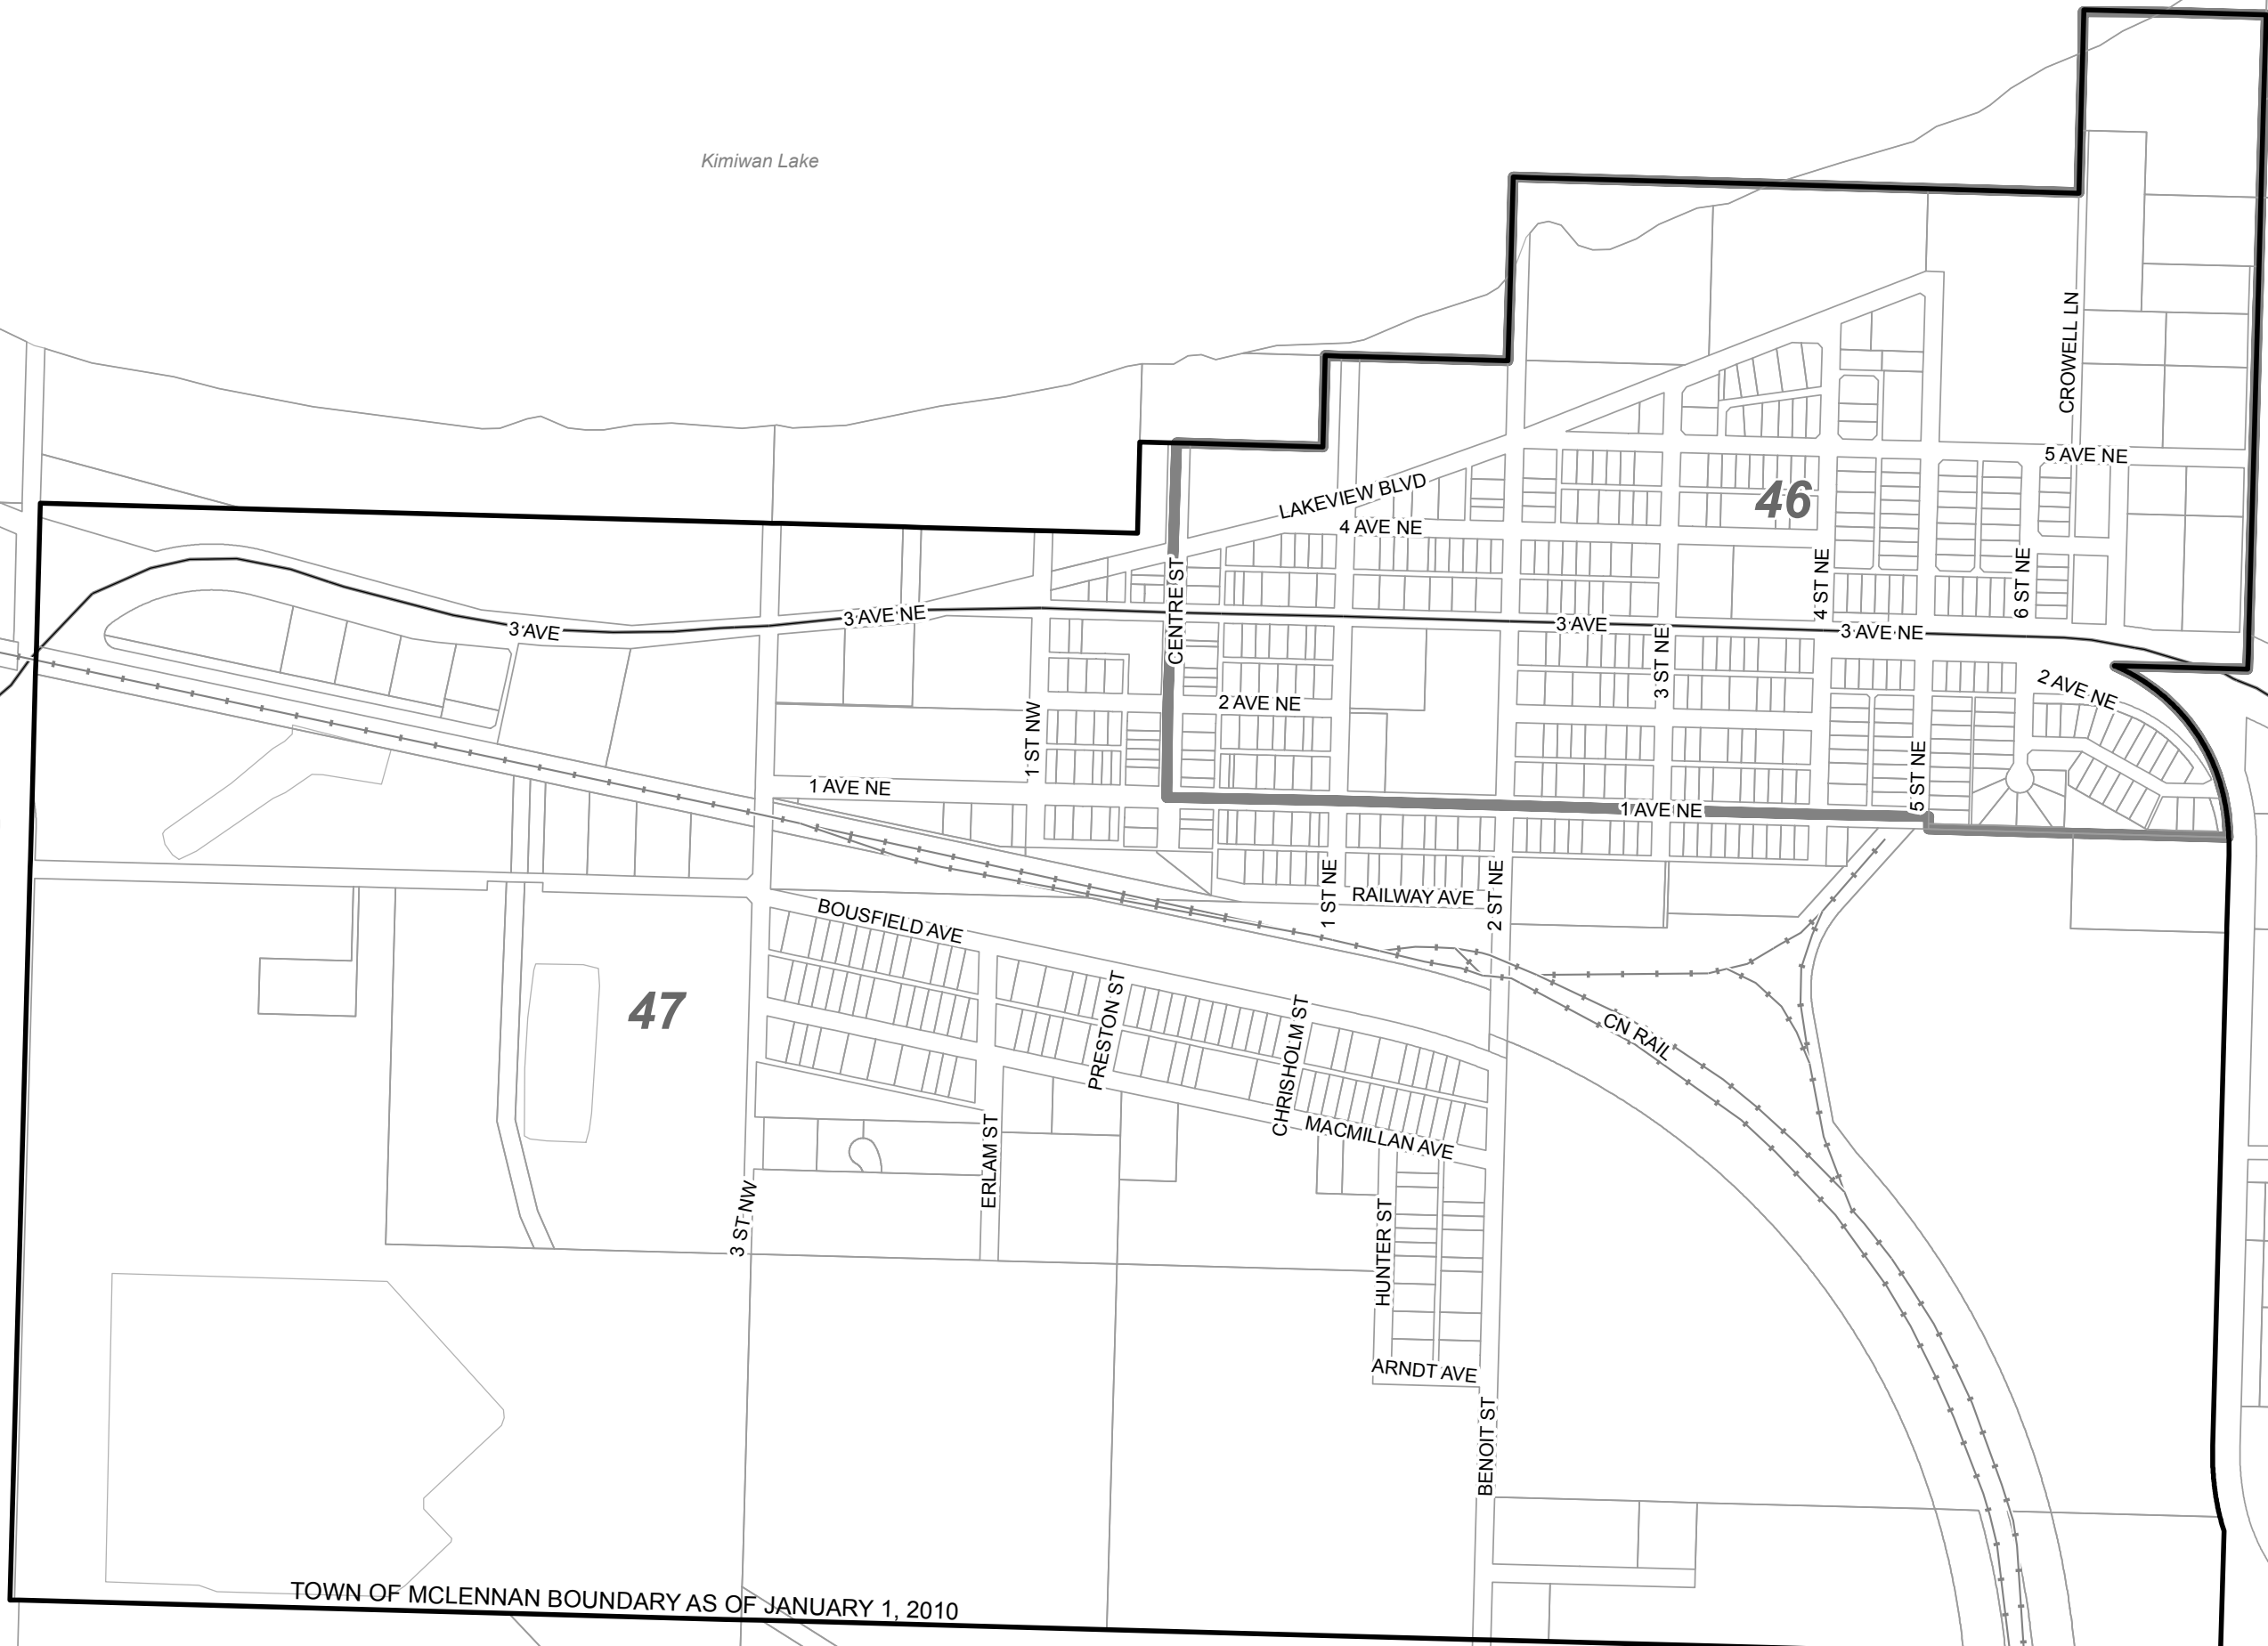 Kimiwan Lake
CROWELL LN
5 AVE NE
LAKEVIEW BLVD
46
4 AVE NE
CENTRE ST
4 ST NE
6 ST NE
3 AVE
3 AVE NE
3 AVE
3 AVE NE
3 ST NE
2 AVE NE
2 AVE NE
1 ST NW
5 ST NE
1 AVE NE
1 AVE NE
1 ST NE
RAILWAY AVE
2 ST NE
BOUSFIELD AVE
47
PRESTON ST
CHRISHOLM ST
CN RAIL
MACMILLAN AVE
ERLAM ST
3 ST NW
HUNTER ST
ARNDT AVE
BENOIT ST
TOWN OF MCLENNAN BOUNDARY AS OF JANUARY 1, 2010